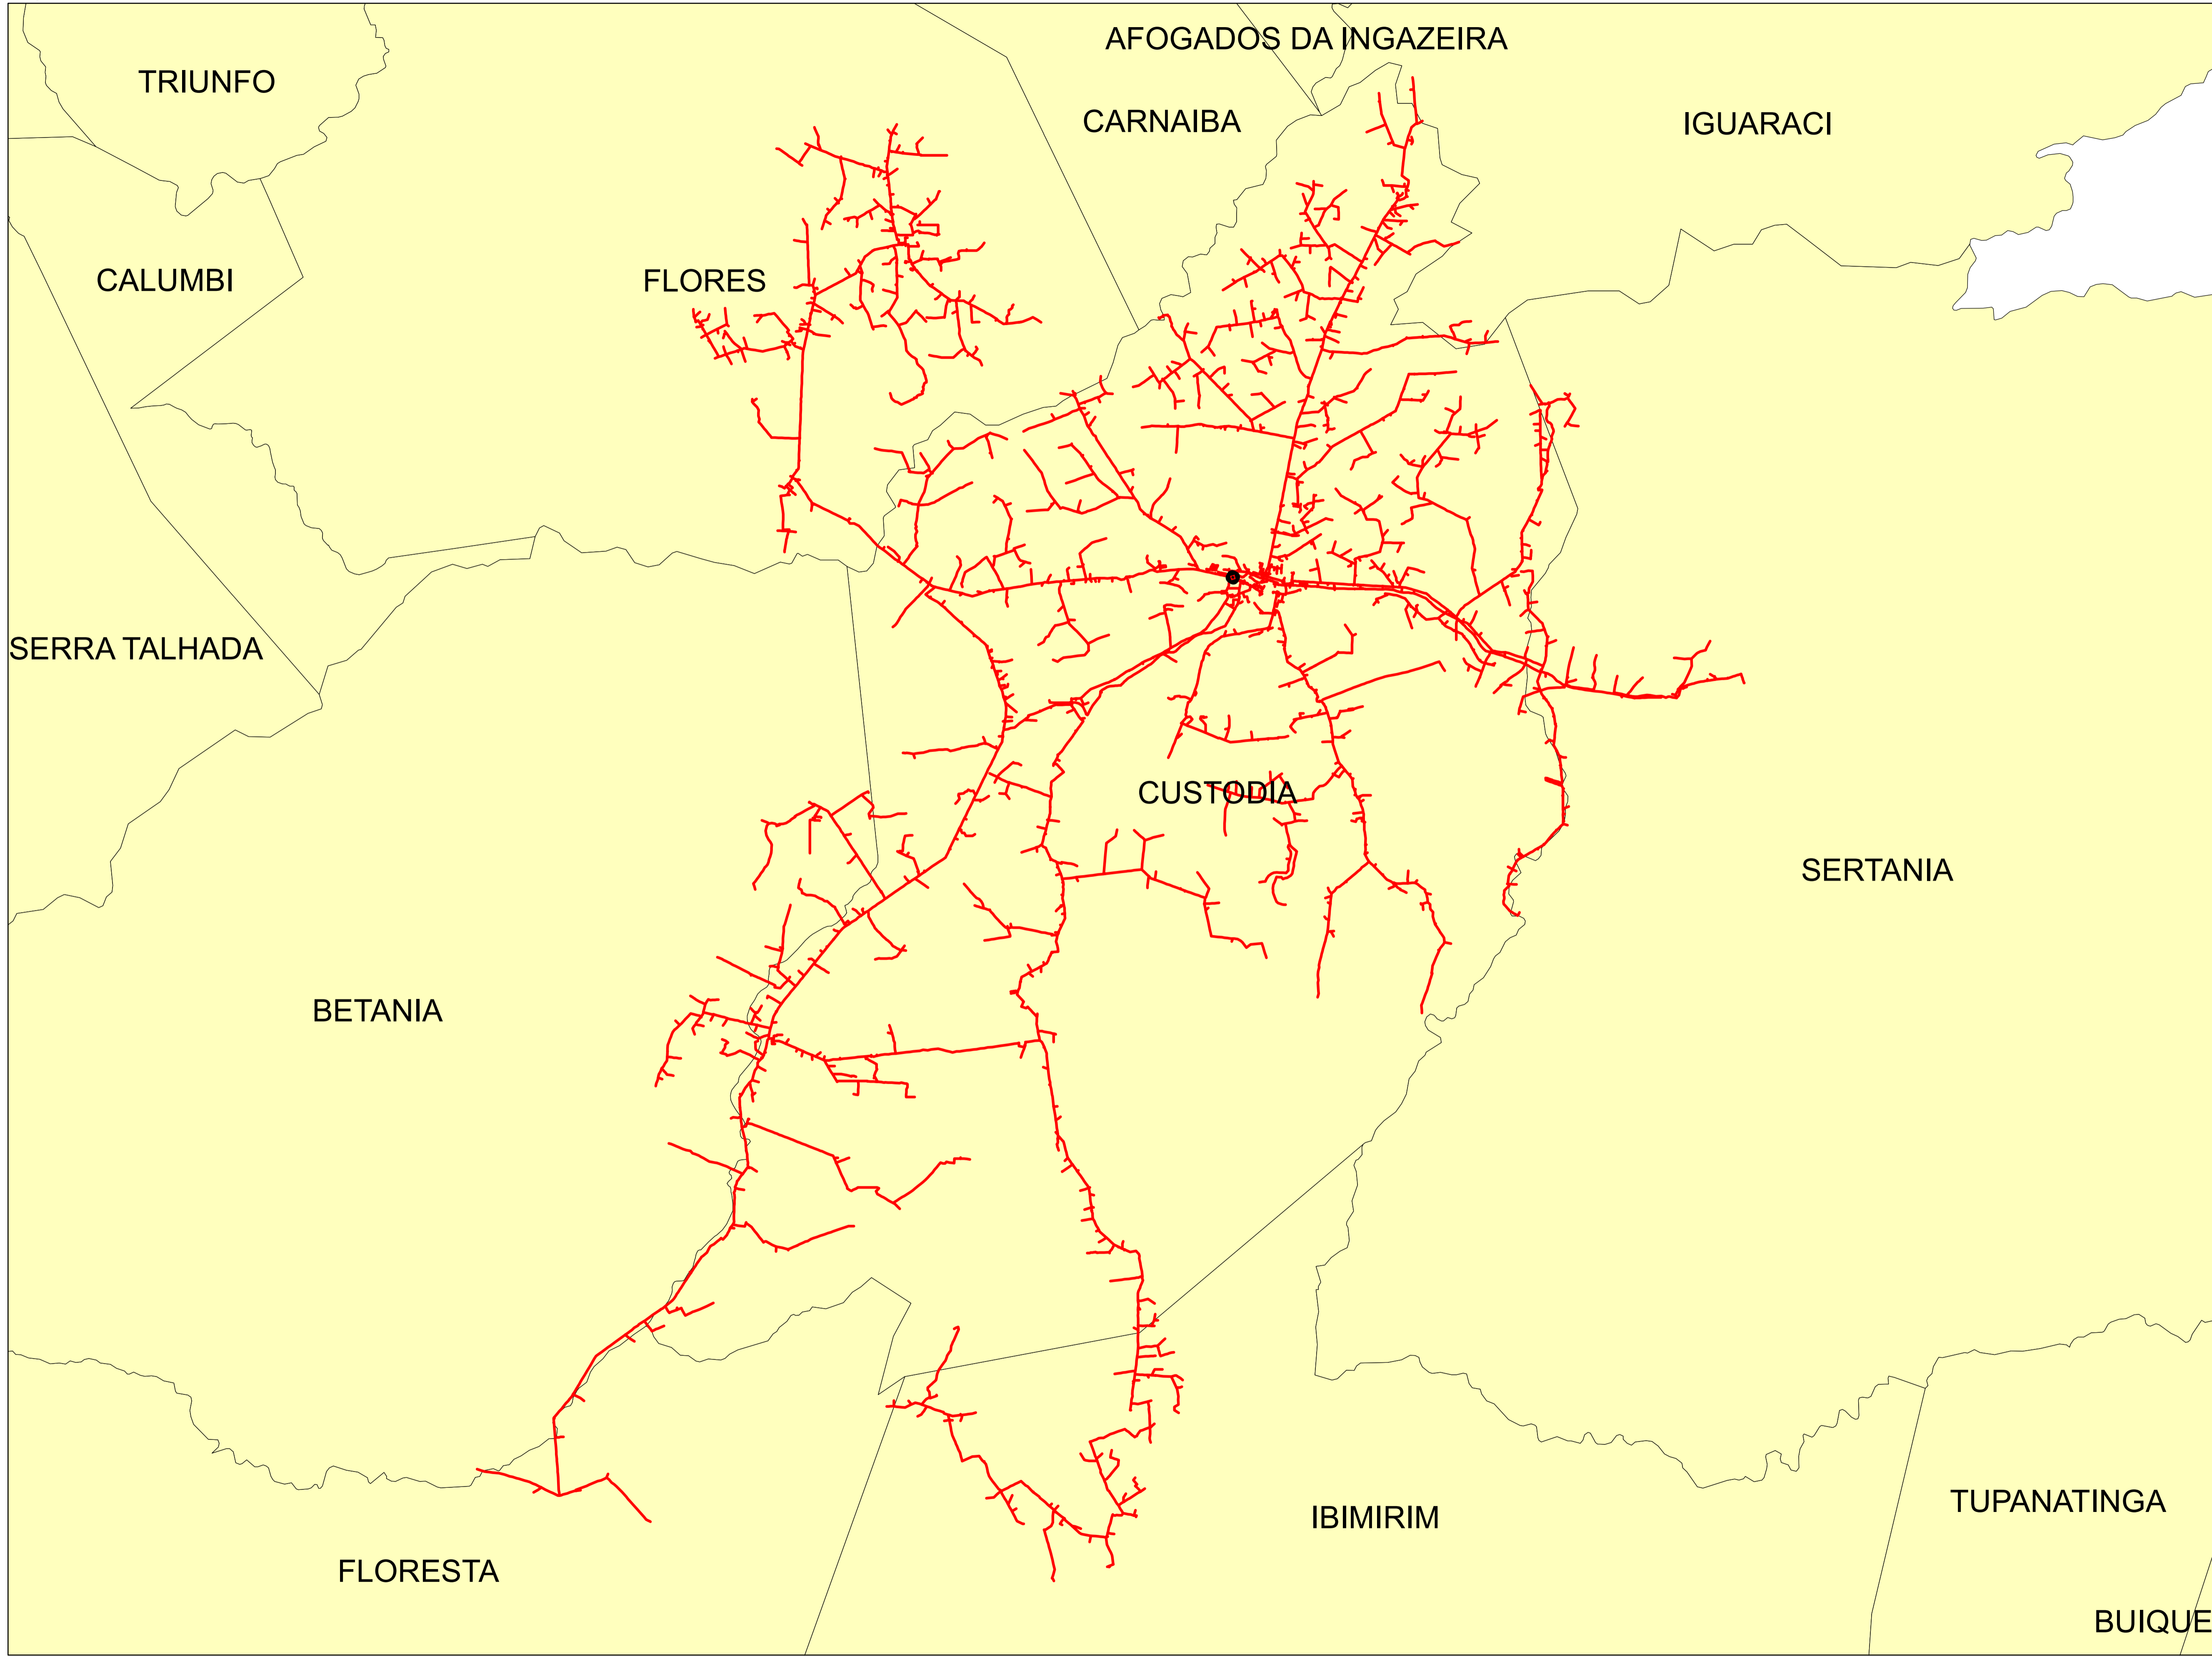 AFOGADOS DA INGAZEIRA
TRIUNFO
CARNAIBA
IGUARACI
CALUMBI
FLORES
SERRA TALHADA
CUSTODIA
SERTANIA
BETANIA
TUPANATINGA
IBIMIRIM
FLORESTA
BUIQUE